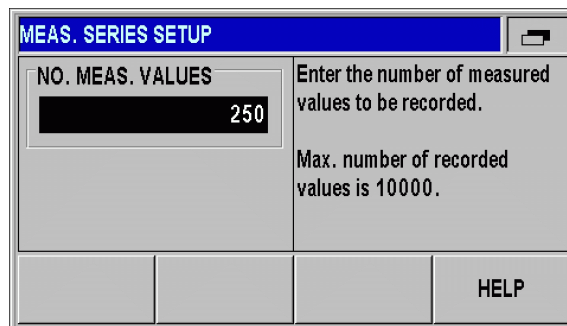 MEAS. SERIES SETUP
NO. MEAS. VALUES
250
Enter the number of measured
values to be recorded.
Max. number of recorded
values is 10000.
HELP